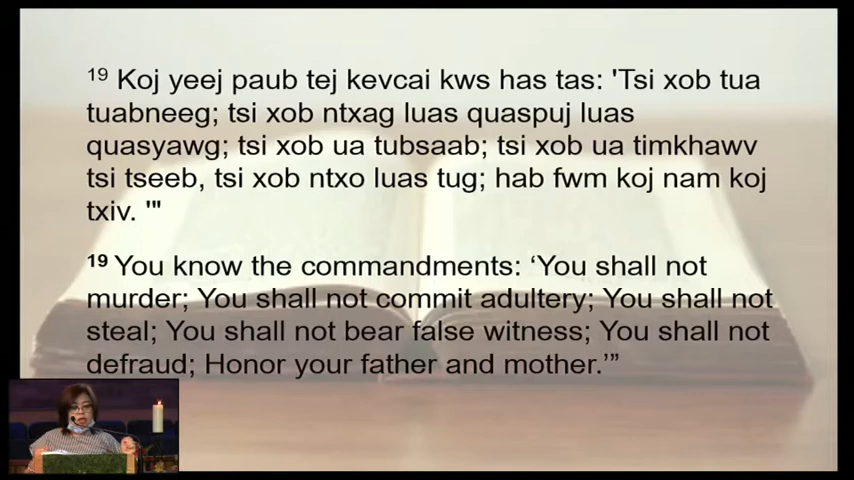 19 Koj yeej paub tej kevcai kws has tas: 'Tsi xob tua
tuabneeg; tsi xob ntxag luas quaspuj luas
quasyawg; tsi xob ua tubsaab; tsi xob ua timkhawv
tsi tseeb, tsi xob ntxo luas tug; hab fwm koj nam koj
txiv. '"
19 You know the commandments: ‘You shall not
murder; You shall not commit adultery; You shall not
steal; You shall not bear false witness; You shall not
defraud; Honor your father and mother.’”